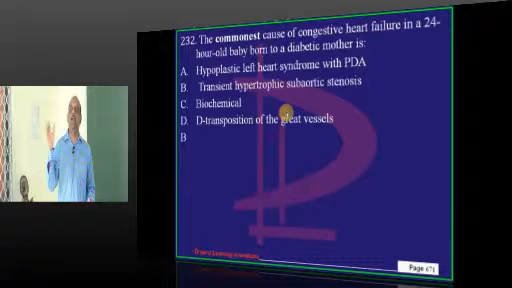 232. The commonest cause of congestive heart failure in a 24-
hour-old baby born to a diabetic mother is:
A. Hypoplastic left heart syndrome with PDA
B. Transient hypertrophic subaortic stenosis
C. Biochemical
D. D-transposition of the great vessels
B
Page 671